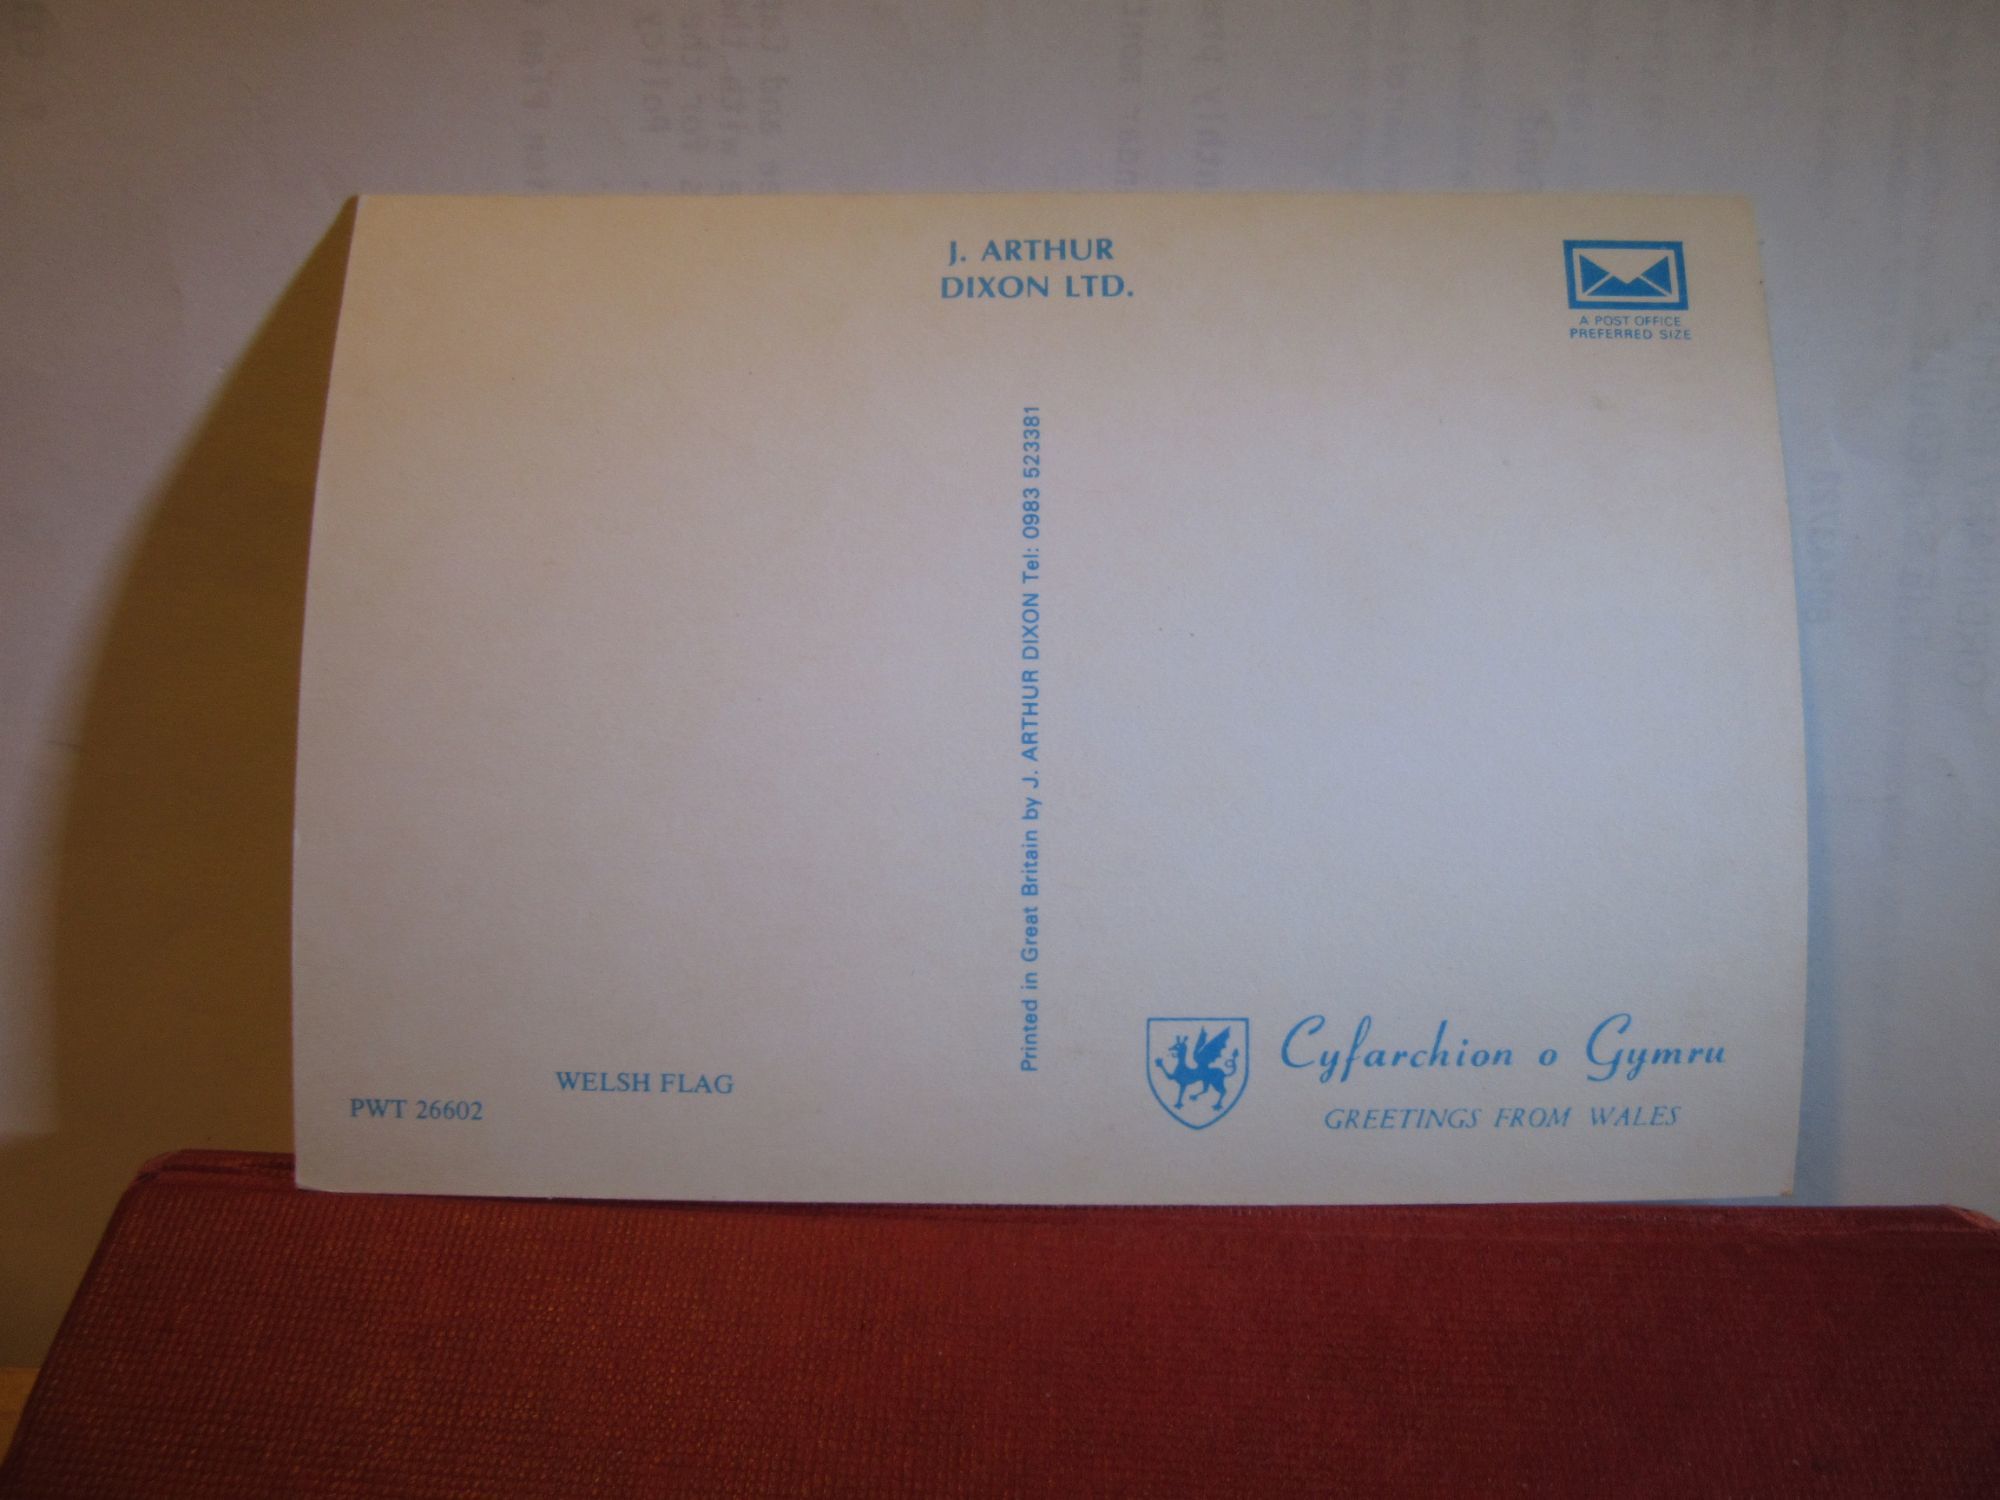 J. ARTHUR
DIXON LTD.
A POST OFFICE
PREFERRED SIZE
Printed in Great Britain by J. ARTHUR DIXON Tel: 0983 523381
WELSH FLAG
PWT 26602
Cyfarchion o Gymru
GREETINGS FROM WALES